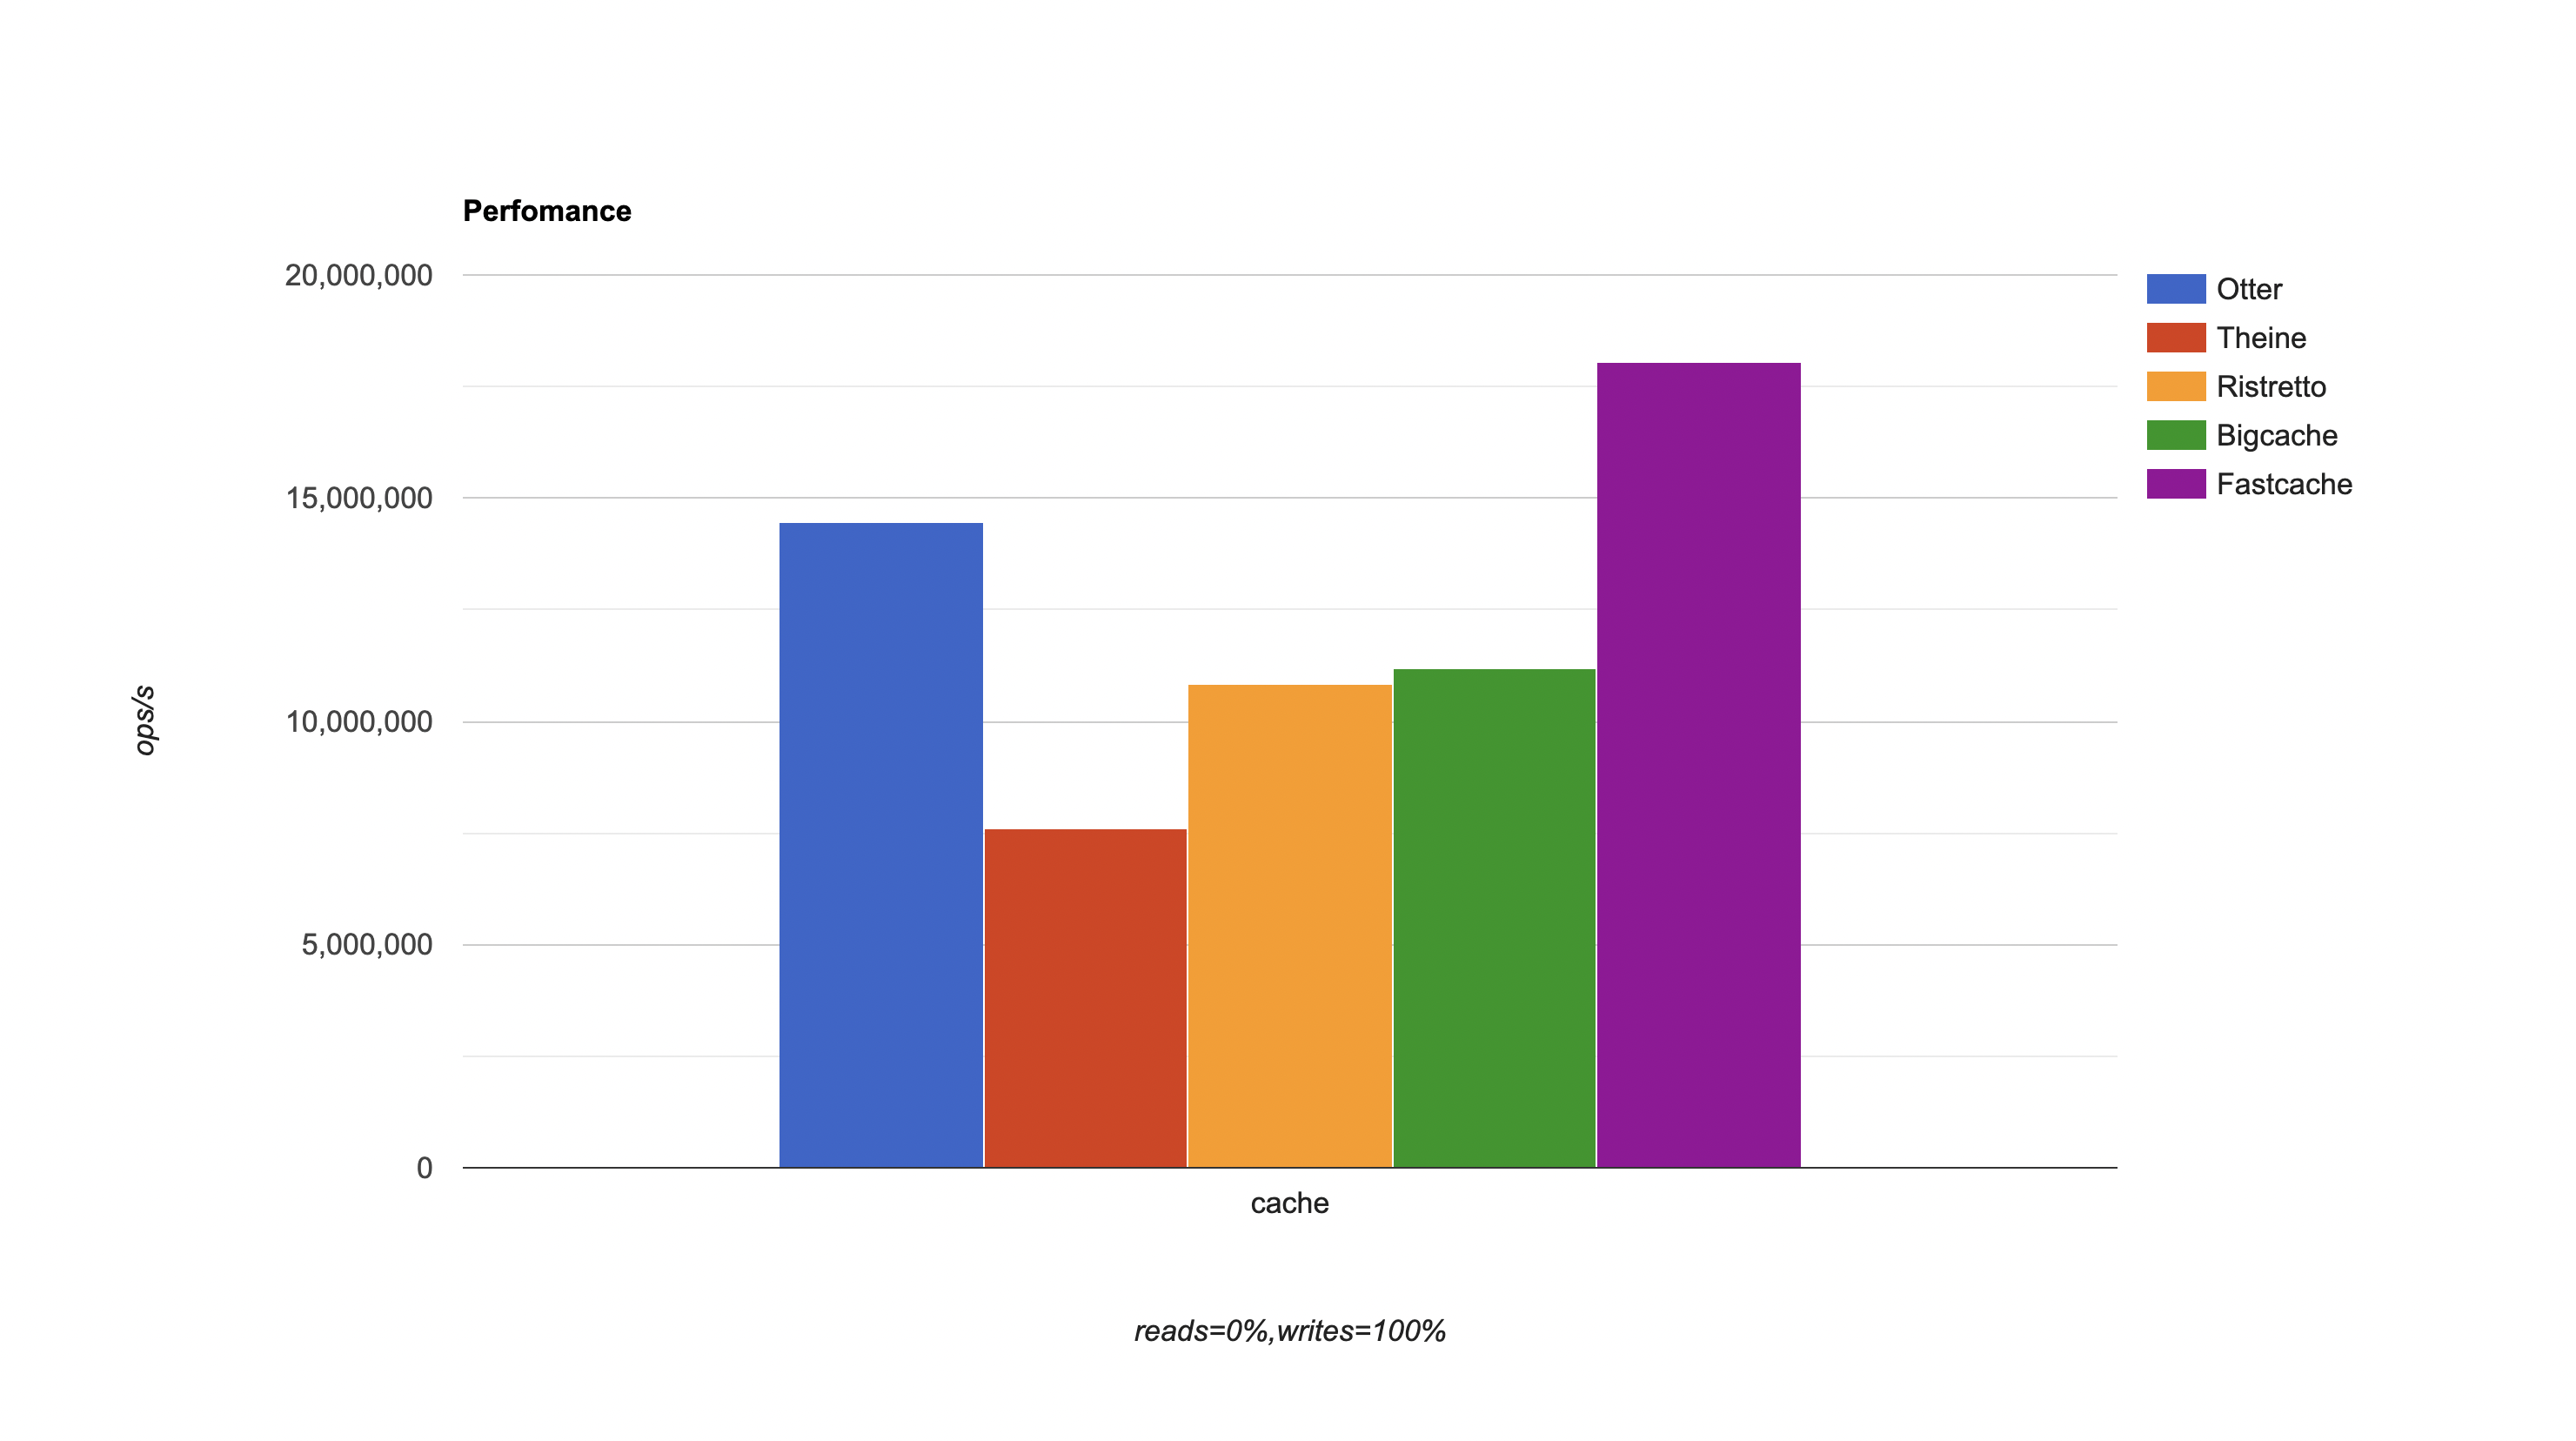 Perfomance
20,000,000
15,000,000
10,000,000
5,000,000
0
ops/s
cache
reads=0%,writes=100%
Otter
Theine
Ristretto
Bigcache
Fastcache